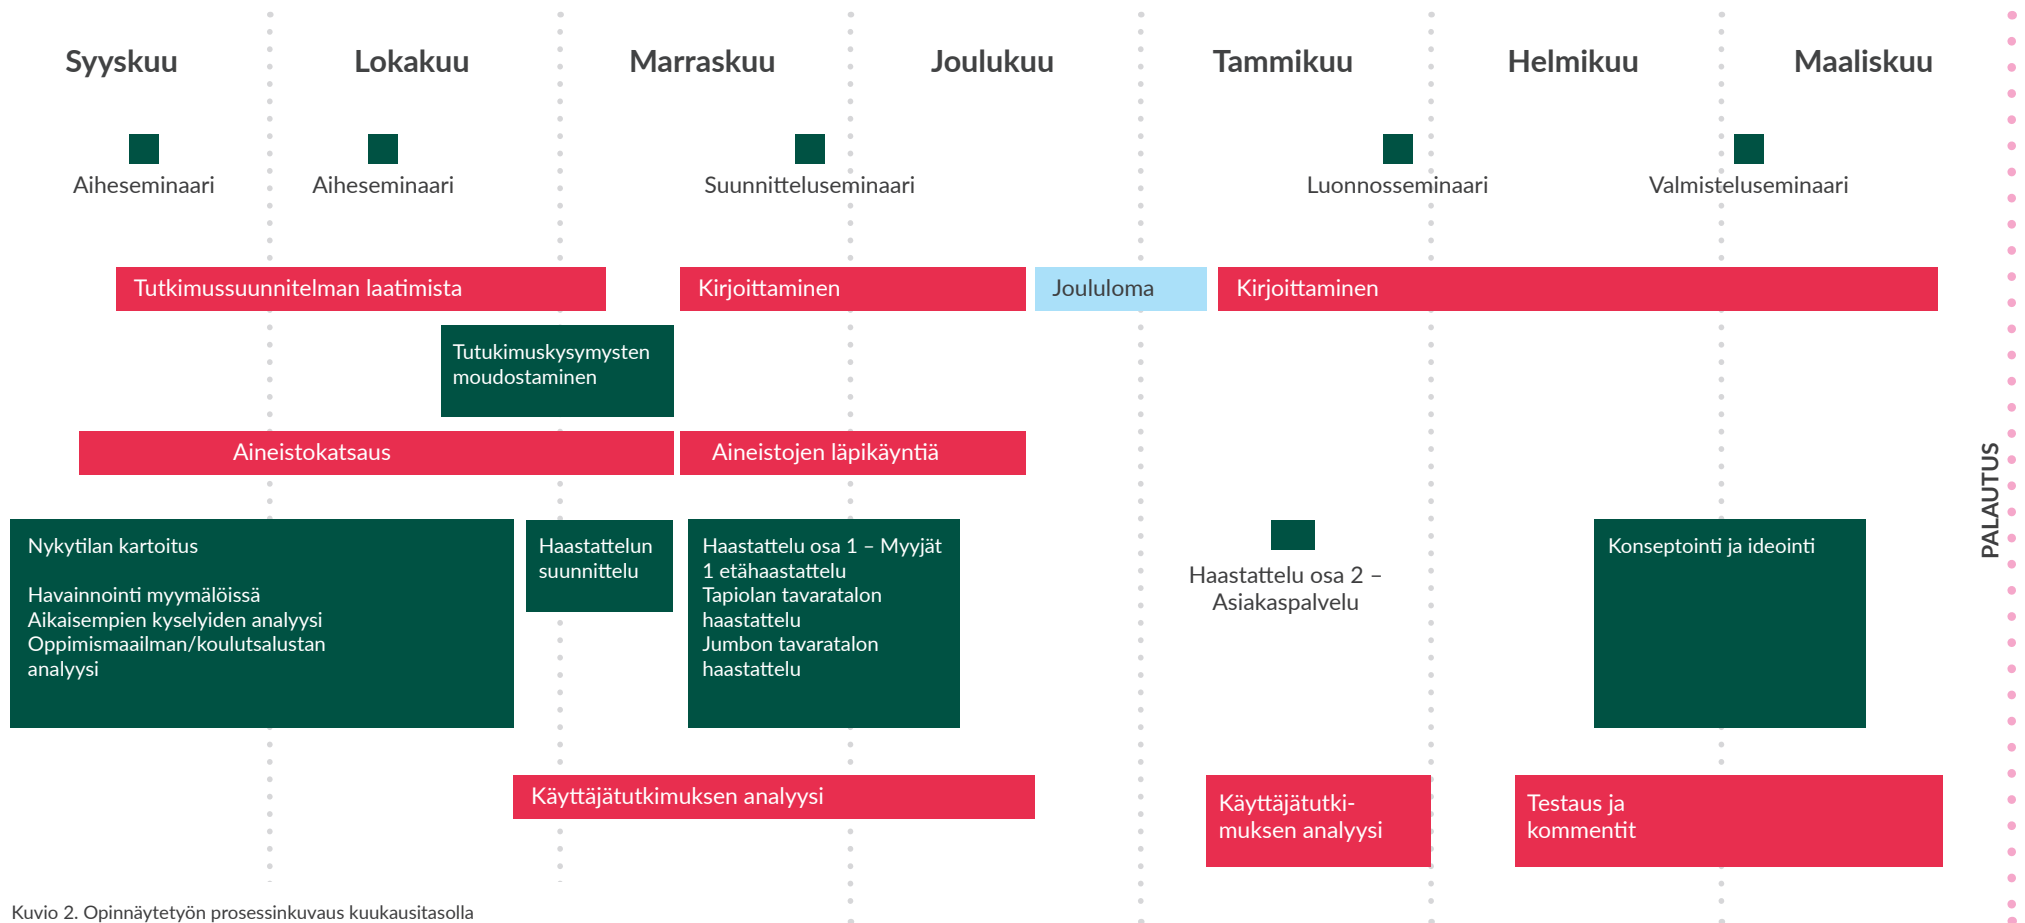 Syyskuu
Lokakuu
Marraskuu
Joulukuu
Tammikuu
Helmikuu
Maaliskuu
Aiheseminaari
Aiheseminaari
Suunnitteluseminaari
Luonnosseminaari
Valmisteluseminaari
Tutkimussuunnitelman laatimista
Kirjoittaminen
Joululoma
Kirjoittaminen
Tutukimuskysymysten
moudostaminen
Aineistokatsaus
Aineistojen läpikäyntiä
PALAUTUS
Nykytilan kartoitus
Havainnointi myymälöissä
Aikaisempien kyselyiden analyysi
Oppimismaailman/koulutsalustan
analyysi
Haastattelun
suunnittelu
Haastattelu osa 1 – Myyjät
1 etähaastattelu
Tapiolan tavaratalon
haastattelu
Jumbon tavaratalon
haastattelu
Haastattelu osa 2 –
Asiakaspalvelu
Konseptointi ja ideointi
Käyttäjätutkimuksen analyysi
Käyttäjätutki-
muksen analyysi
Testaus ja
kommentit
Kuvio 2. Opinnäytetyön prosessinkuvaus kuukausitasolla